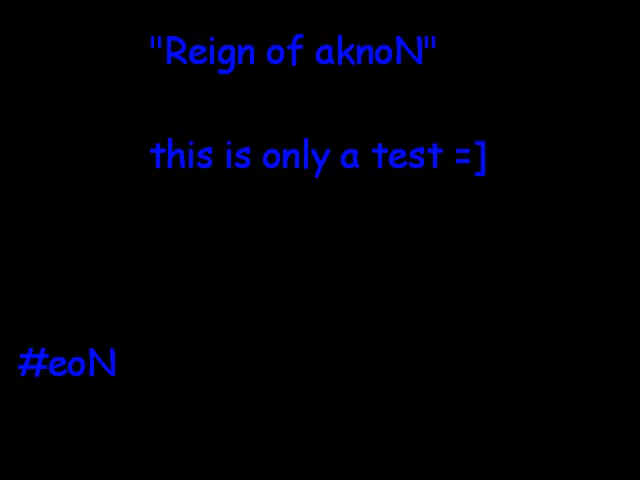 "Reign of aknoN"
this is only a test =]
#eoN